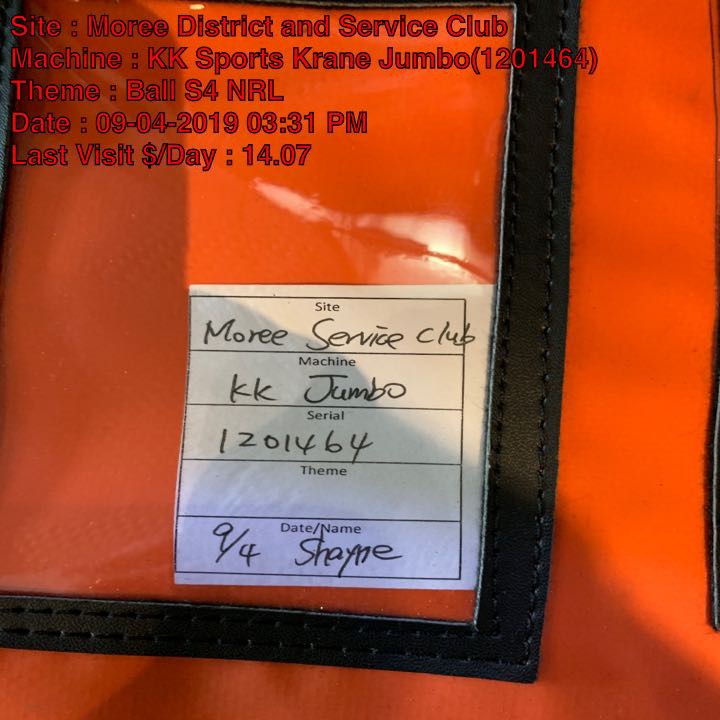 Site : Moree District and Service Club
Machine : KK Sports Krane Jumbo(1201464)
Theme : Ball S4 NRL
Date : 09-04-2019 03:31 PM
Last Visit $/Day : 14.07
Site
Moree Service Club
Machine
KK Jumbo
Serial
1201464
Theme
Date/Name
9/4 Shayne